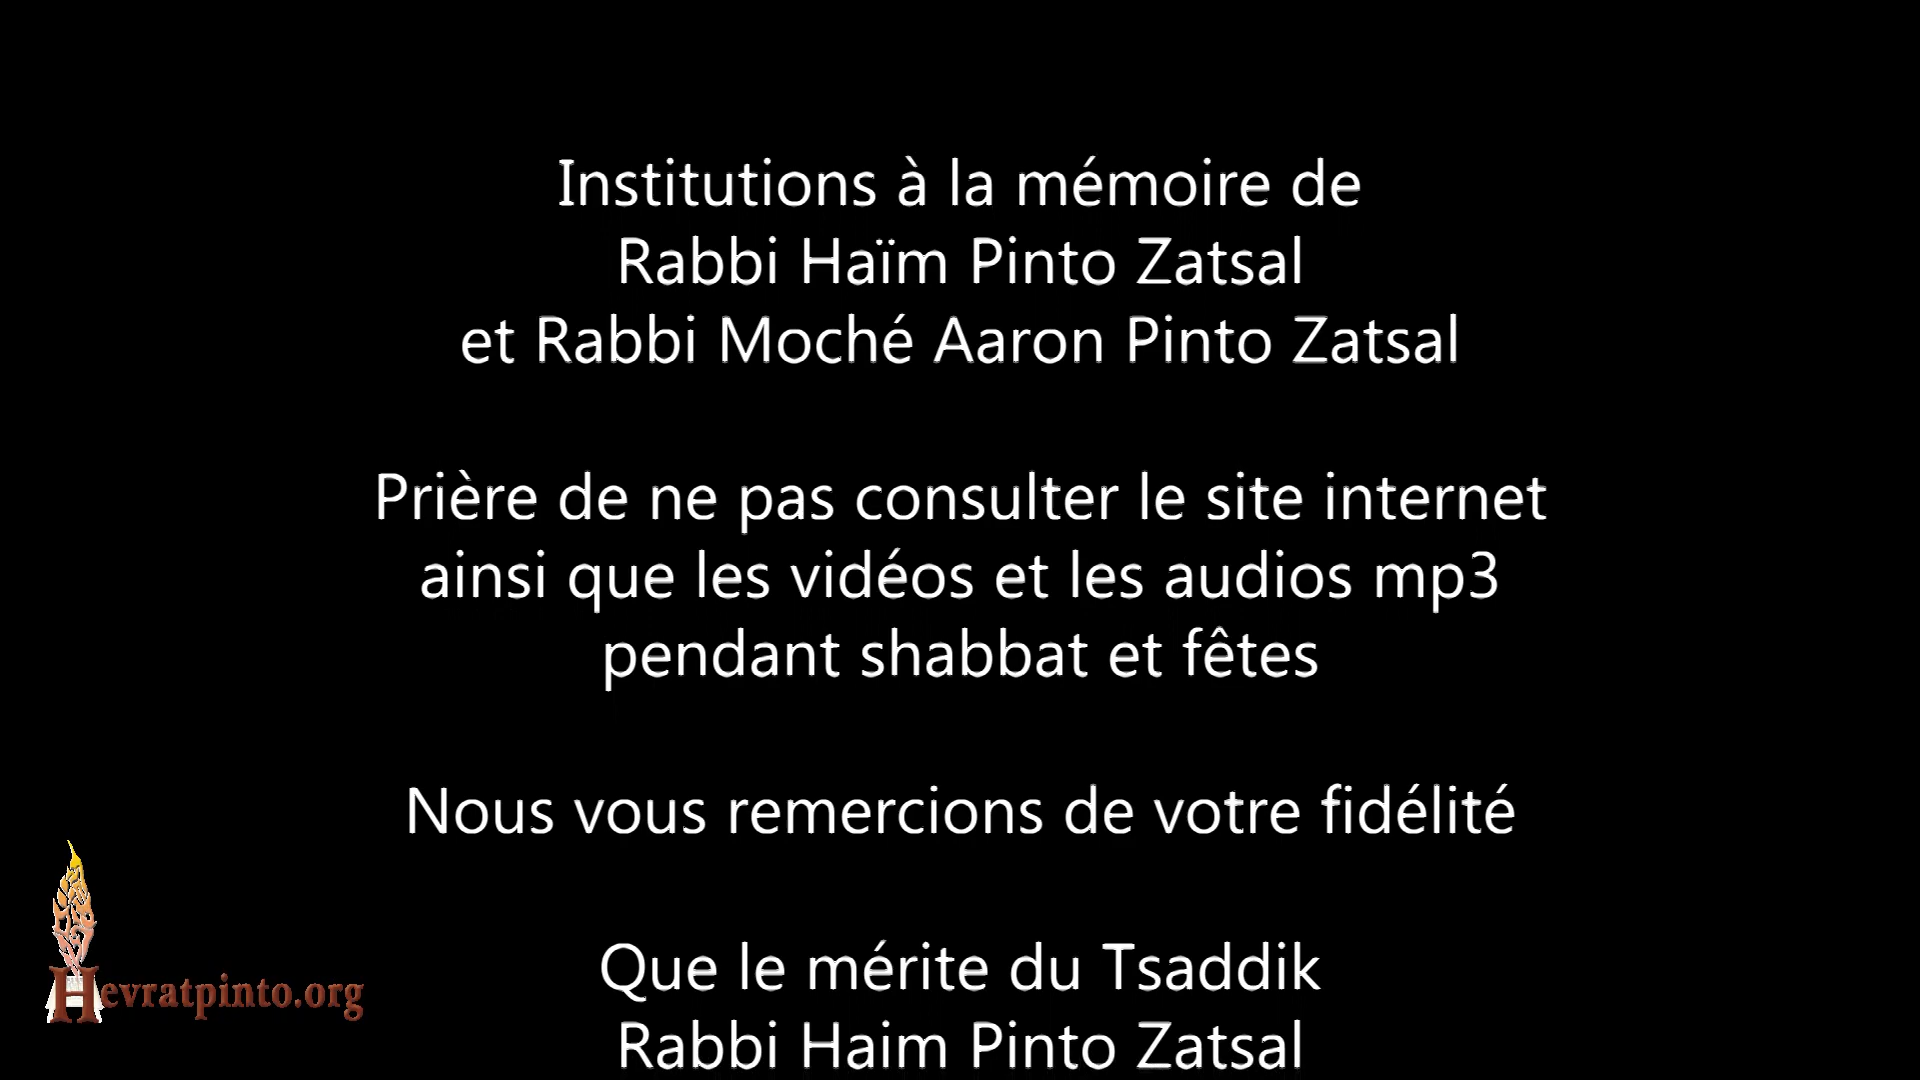 Institutions à la mémoire de
Rabbi Haïm Pinto Zatsal
et Rabbi Moché Aaron Pinto Zatsal
Prière de ne pas consulter le site internet
ainsi que les vidéos et les audios mp3
pendant shabbat et fêtes
Nous vous remercions de votre fidélité
Que le mérite du Tsaddik
Rabbi Haim Pinto Zatsal
Hevratpinto.org